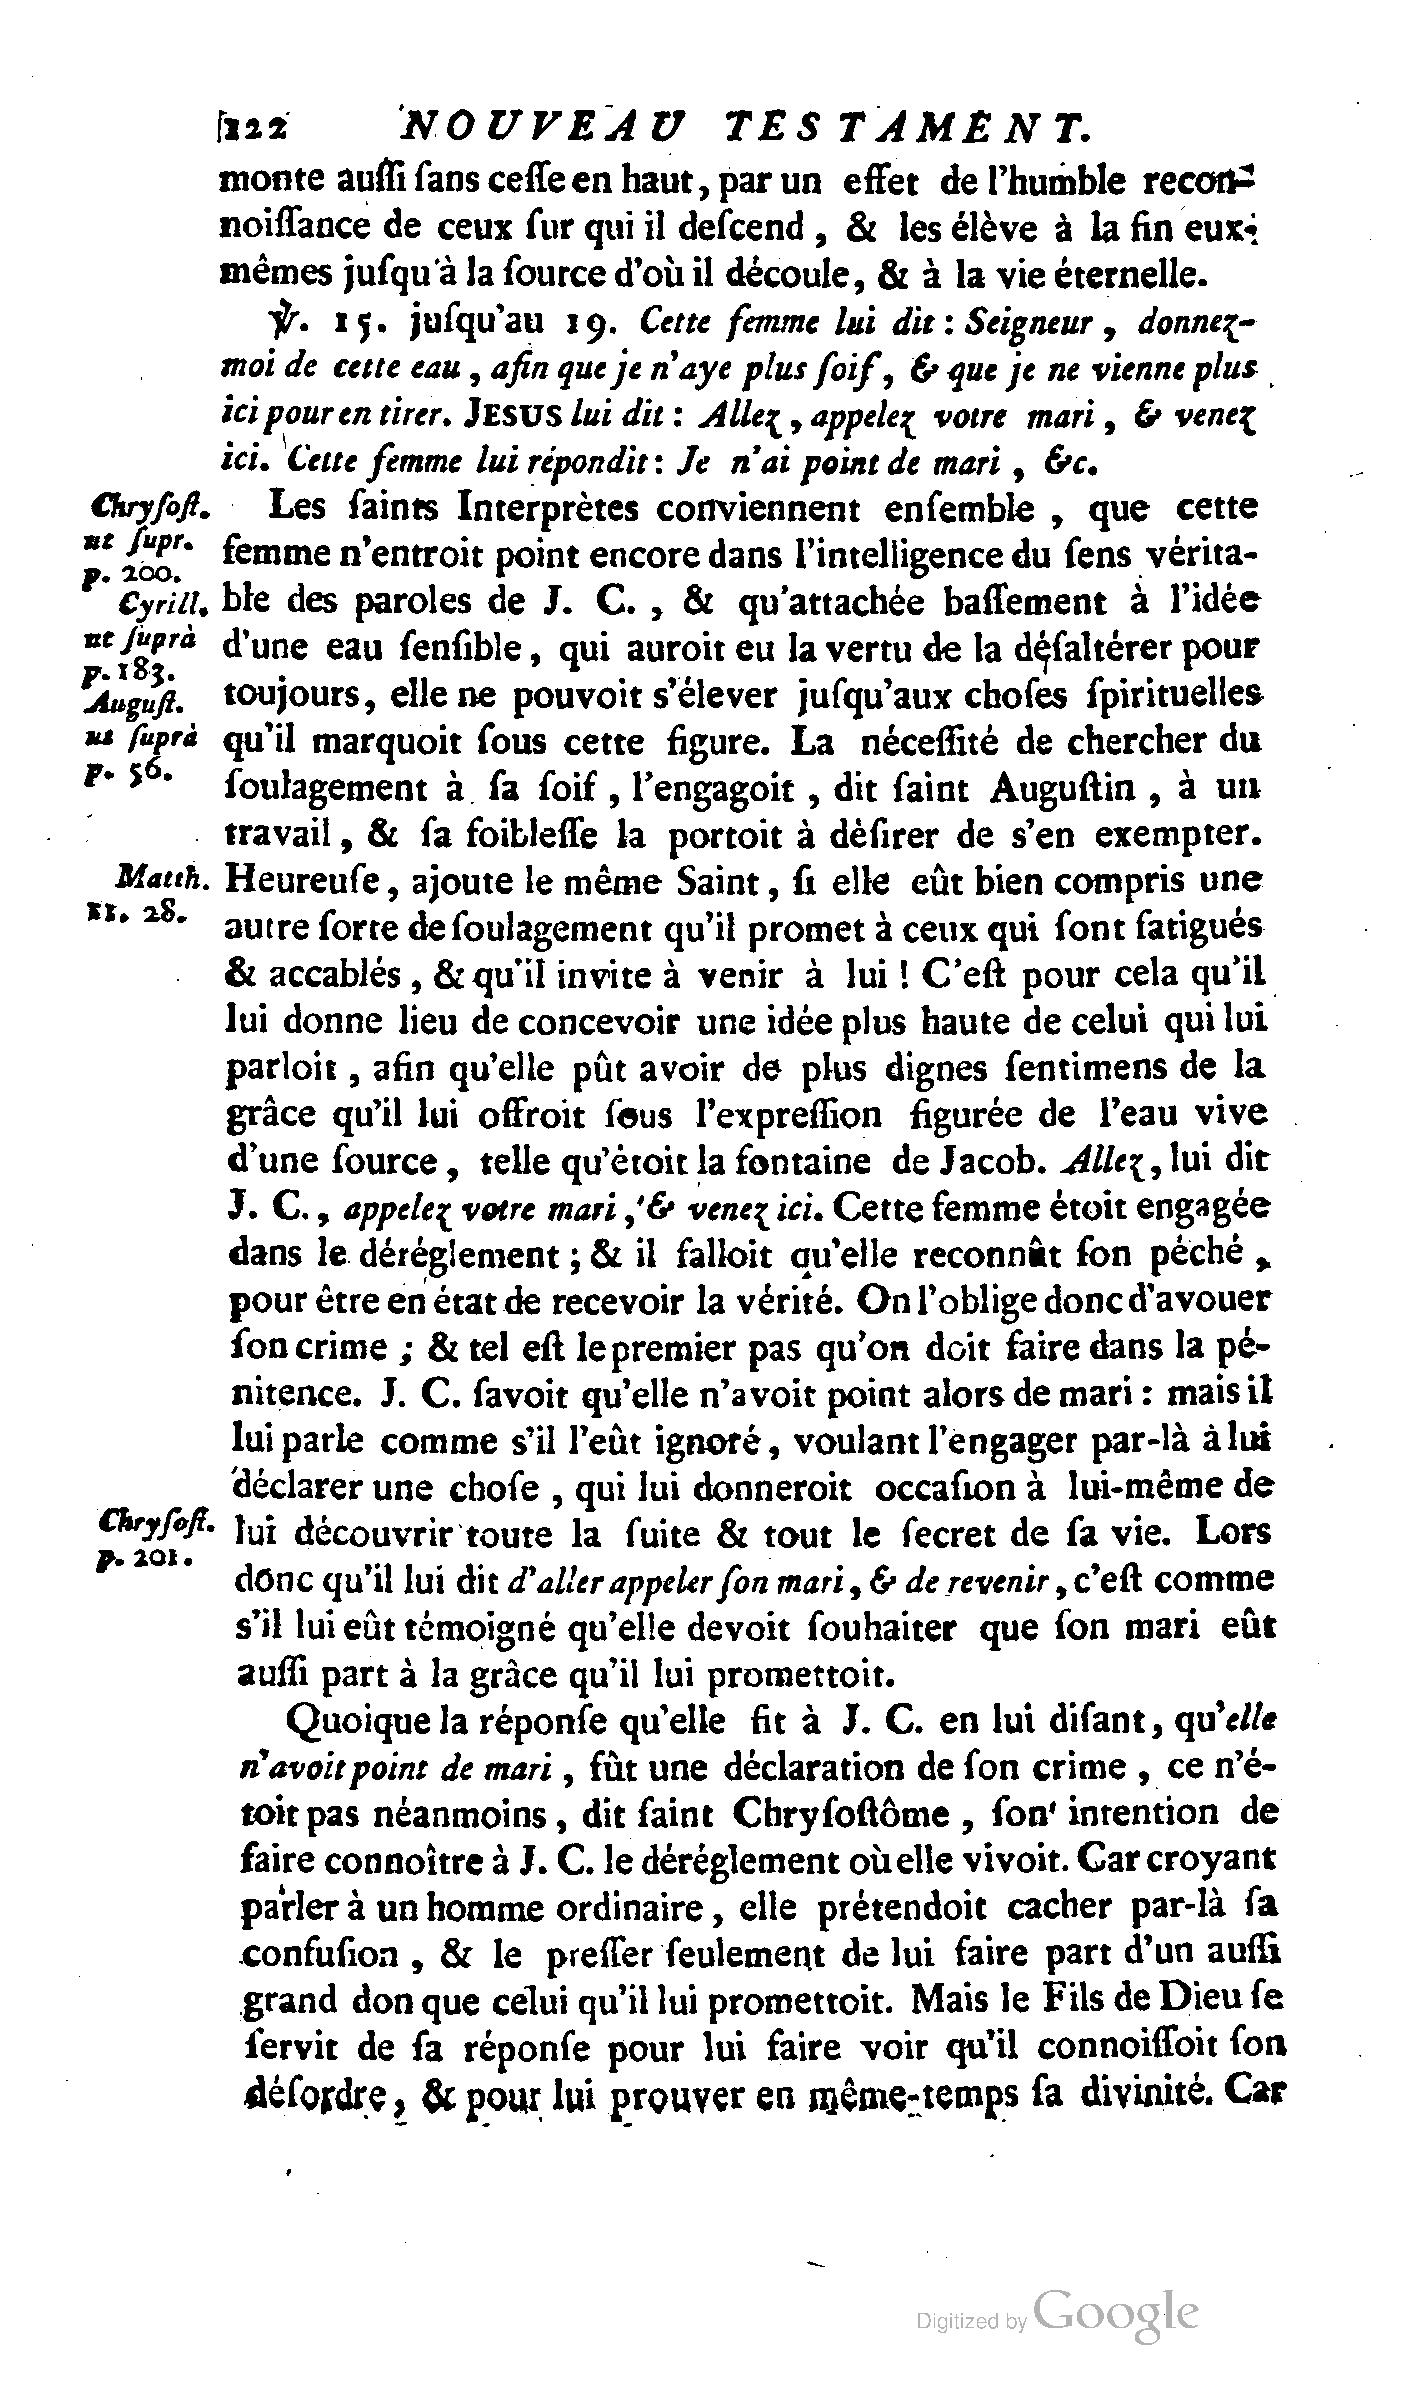 122 NOUVEAU TESTAMENT.
monte auſſi ſans ceſſe en haut, par un effet de l'humble recon-
noiſſance de ceux ſur qui il deſcend, & les élève à la fin eux-
mêmes juſqu'à la ſource d'où il découle, & à la vie éternelle.
℣. 15. juſqu'au 19. Cette femme lui dit : Seigneur, donnez-
moi de cette eau, afin que je n'aye plus ſoif, & que je ne vienne plus
ici pour en tirer. JESUS lui dit : Allez, appelez votre mari, & venez
ici. Cette femme lui répondit : Je n'ai point de mari, &c.
Chryſoſt.
ut ſupr.
p. 200.
Cyrill.
ut ſuprà
p. 183.
Auguſt.
ut ſuprà
p. 56.
Les ſaints Interprètes conviennent enſemble, que cette
femme n'entroit point encore dans l'intelligence du ſens vérita-
ble des paroles de J. C., & qu'attachée baſſement à l'idée
d'une eau ſenſible, qui auroit eu la vertu de la déſaltérer pour
toujours, elle ne pouvoit s'élever juſqu'aux choſes ſpirituelles
qu'il marquoit ſous cette figure. La néceſſité de chercher du
ſoulagement à ſa ſoif, l'engagoit, dit ſaint Auguſtin, à un
travail, & ſa foibleſſe la portoit à déſirer de s'en exempter.
Matth.
11. 28.
Heureuſe, ajoute le même Saint, ſi elle eût bien compris une
autre ſorte de ſoulagement qu'il promet à ceux qui ſont fatigués
& accablés, & qu'il invite à venir à lui ! C'eſt pour cela qu'il
lui donne lieu de concevoir une idée plus haute de celui qui lui
parloit, afin qu'elle pût avoir de plus dignes ſentimens de la
grâce qu'il lui offroit ſous l'expreſſion figurée de l'eau vive
d'une ſource, telle qu'étoit la fontaine de Jacob. Allez, lui dit
J. C., appelez votre mari, & venez ici. Cette femme étoit engagée
dans le déréglement ; & il falloit qu'elle reconnût ſon péché,
pour être en état de recevoir la vérité. On l'oblige donc d'avouer
ſon crime ; & tel eſt le premier pas qu'on doit faire dans la pé-
nitence. J. C. ſavoit qu'elle n'avoit point alors de mari : mais il
lui parle comme s'il l'eût ignoré, voulant l'engager par-là à lui
déclarer une choſe, qui lui donneroit occaſion à lui-même de
Chryſoſt.
p. 201.
lui découvrir toute la ſuite & tout le ſecret de ſa vie. Lors
donc qu'il lui dit d'aller appeler ſon mari, & de revenir, c'eſt comme
s'il lui eût témoigné qu'elle devoit ſouhaiter que ſon mari eût
auſſi part à la grâce qu'il lui promettoit.
Quoique la réponſe qu'elle fit à J. C. en lui diſant, qu'elle
n'avoit point de mari, fût une déclaration de ſon crime, ce n'é-
toit pas néanmoins, dit ſaint Chryſoſtôme, ſon intention de
faire connoître à J. C. le déréglement où elle vivoit. Car croyant
parler à un homme ordinaire, elle prétendoit cacher par-là ſa
confuſion, & le preſſer ſeulement de lui faire part d'un auſſi
grand don que celui qu'il lui promettoit. Mais le Fils de Dieu ſe
ſervit de ſa réponſe pour lui faire voir qu'il connoiſſoit ſon
déſordre, & pour lui prouver en même-temps ſa divinité. Car
Digitized by Google